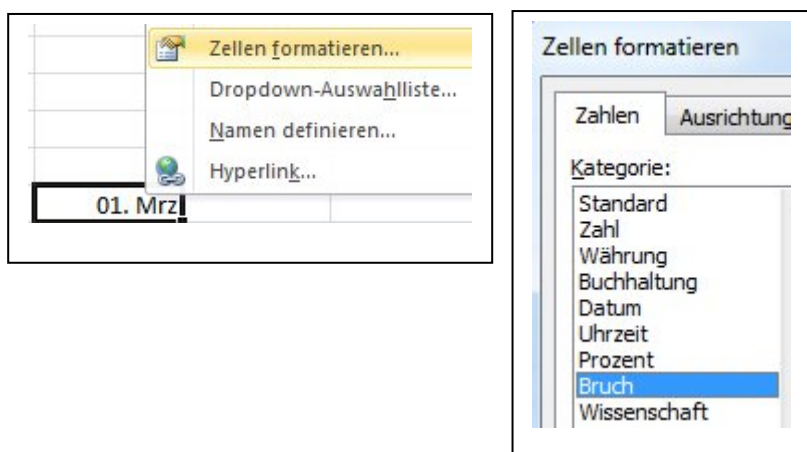 Zellen formatieren...
Dropdown-Auswahlliste...
Namen definieren...
Hyperlink...
01. Mrz
Zellen formatieren
Zahlen Ausrichtung
Kategorie:
Standard
Zahl
Währung
Buchhaltung
Datum
Uhrzeit
Prozent
Bruch
Wissenschaft